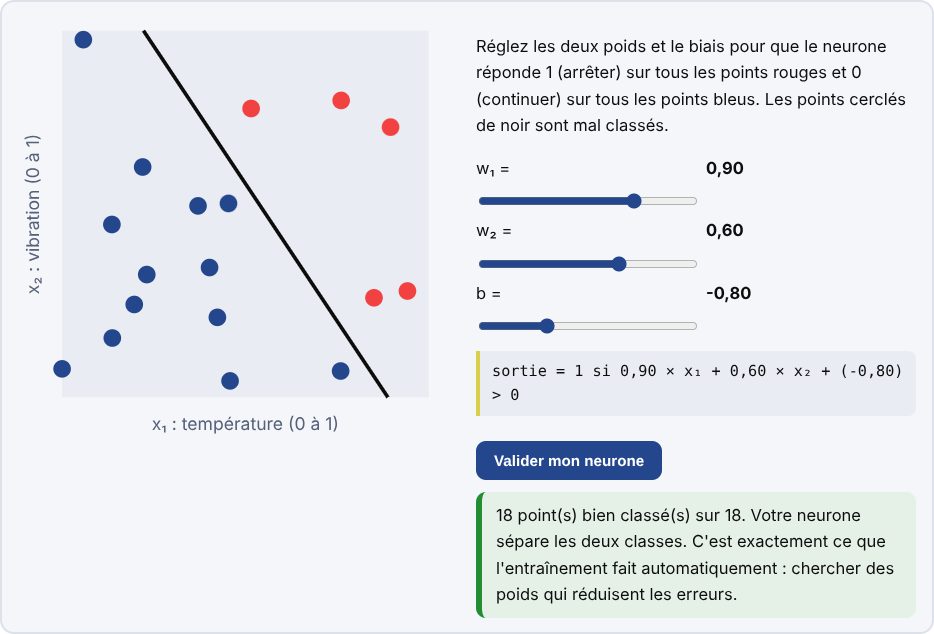 Réglez les deux poids et le biais pour que le neurone
réponde 1 (arrêter) sur tous les points rouges et 0
(continuer) sur tous les points bleus. Les points cerclés
de noir sont mal classés.
w₁ = 0,90
w₂ = 0,60
b = -0,80
sortie = 1 si 0,90 × x₁ + 0,60 × x₂ + (-0,80)
> 0
Valider mon neurone
18 point(s) bien classé(s) sur 18. Votre neurone
sépare les deux classes. C'est exactement ce que
l'entraînement fait automatiquement : chercher des
poids qui réduisent les erreurs.
x₂ : vibration (0 à 1)
x₁ : température (0 à 1)